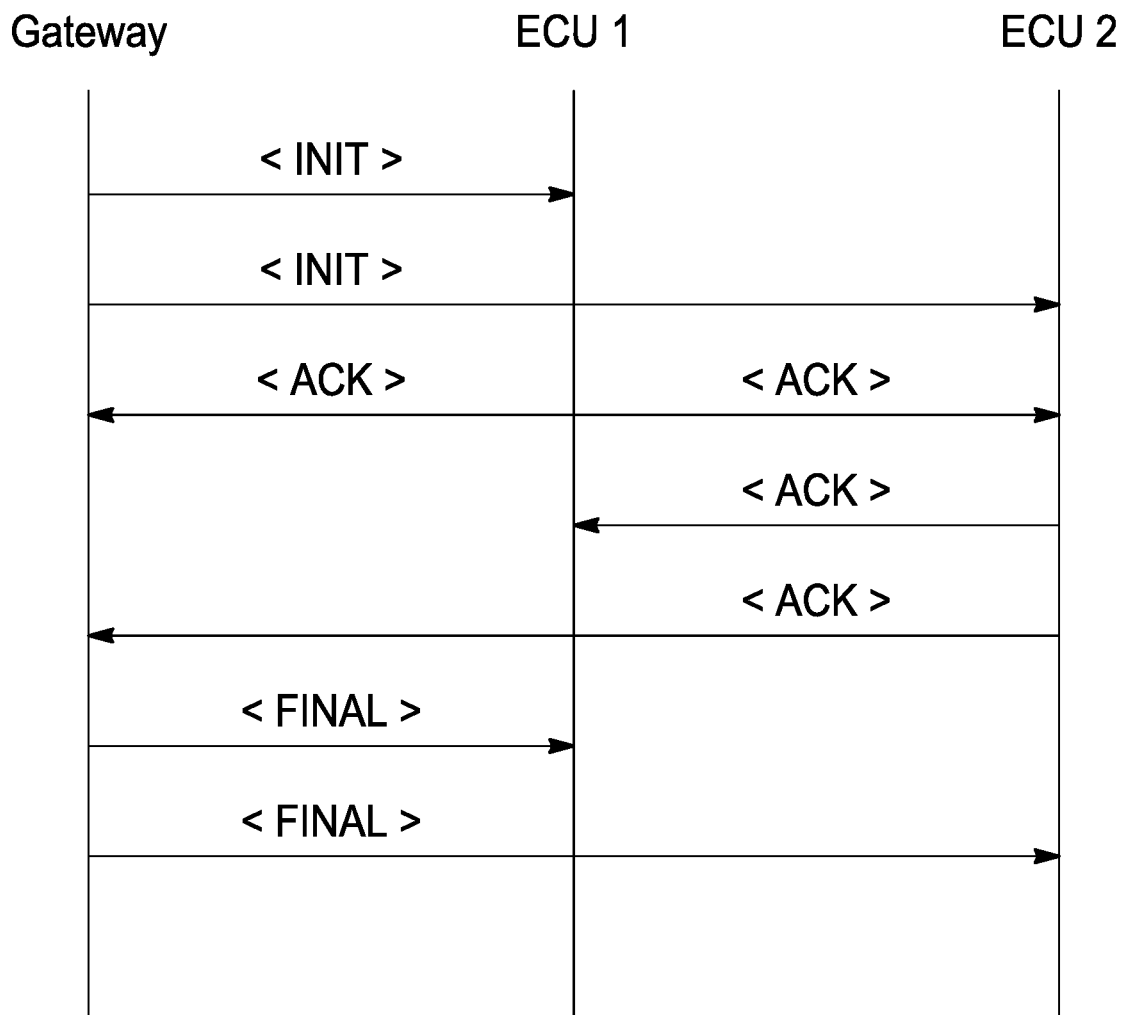 Gateway ECU 1 ECU 2
< INIT >
< INIT >
< ACK > < ACK >
< ACK >
< ACK >
< FINAL >
< FINAL >